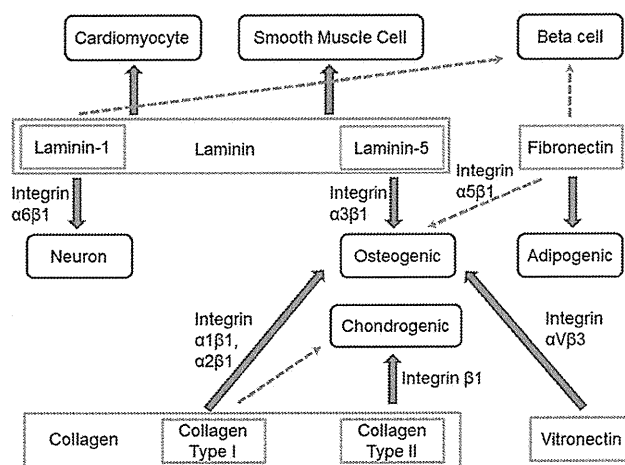 Cardiomyocyte
Smooth Muscle Cell
Beta cell
Laminin-1
Laminin
Laminin-5
Fibronectin
Integrin
α6β1
Integrin
α3β1
Integrin
α5β1
Neuron
Osteogenic
Adipogenic
Integrin
α1β1,
α2β1
Chondrogenic
Integrin
αVβ3
Integrin β1
Collagen
Collagen
Type I
Collagen
Type II
Vitronectin